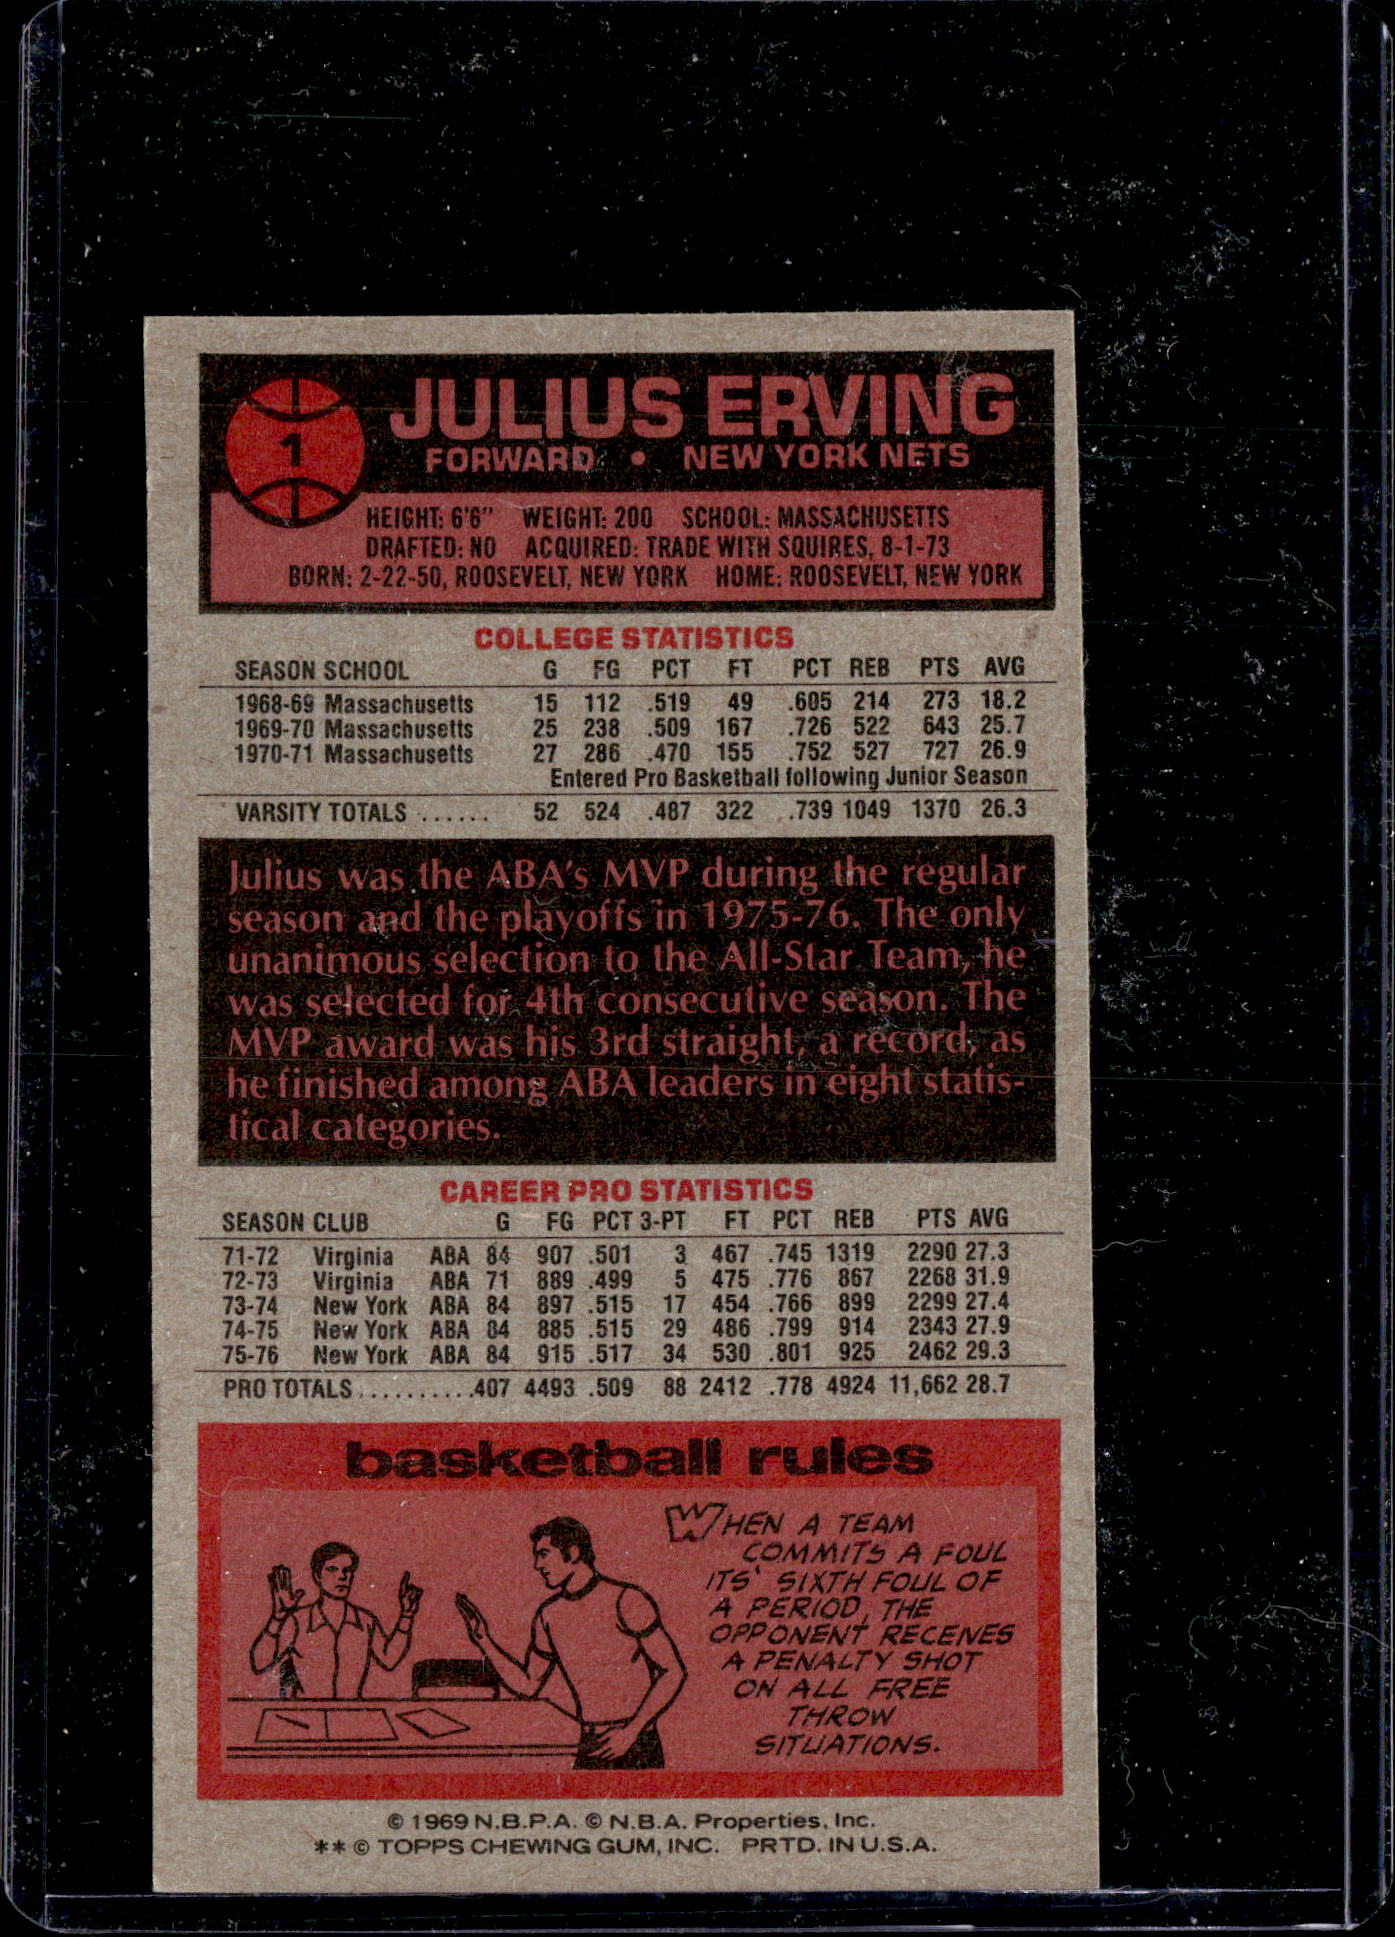 1
JULIUS ERVING
FORWARD • NEW YORK NETS
HEIGHT: 6'6" WEIGHT: 200 SCHOOL: MASSACHUSETTS
DRAFTED: NO ACQUIRED: TRADE WITH SQUIRES, 8-1-73
BORN: 2-22-50, ROOSEVELT, NEW YORK HOME: ROOSEVELT, NEW YORK
COLLEGE STATISTICS
SEASON SCHOOL G FG PCT FT PCT REB PTS AVG
1968-69 Massachusetts 15 112 .519 49 .605 214 273 18.2
1969-70 Massachusetts 25 238 .509 167 .726 522 643 25.7
1970-71 Massachusetts 27 286 .470 155 .752 527 727 26.9
Entered Pro Basketball following Junior Season
VARSITY TOTALS ...... 52 524 .487 322 .739 1049 1370 26.3
Julius was the ABA's MVP during the regular
season and the playoffs in 1975-76. The only
unanimous selection to the All-Star Team, he
was selected for 4th consecutive season. The
MVP award was his 3rd straight, a record, as
he finished among ABA leaders in eight statis-
tical categories.
CAREER PRO STATISTICS
SEASON CLUB G FG PCT 3-PT FT PCT REB PTS AVG
71-72 Virginia ABA 84 907 .501 3 467 .745 1319 2290 27.3
72-73 Virginia ABA 71 889 .499 5 475 .776 867 2268 31.9
73-74 New York ABA 84 897 .515 17 454 .766 899 2299 27.4
74-75 New York ABA 84 885 .515 29 486 .799 914 2343 27.9
75-76 New York ABA 84 915 .517 34 530 .801 925 2462 29.3
PRO TOTALS..........407 4493 .509 88 2412 .778 4924 11,662 28.7
basketball rules
WHEN A TEAM
COMMITS A FOUL
ITS' SIXTH FOUL OF
A PERIOD, THE
OPPONENT RECEIVES
A PENALTY SHOT
ON ALL FREE
THROW
SITUATIONS.
© 1969 N.B.P.A. © N.B.A. Properties, Inc.
** © TOPPS CHEWING GUM, INC. PRTD. IN U.S.A.